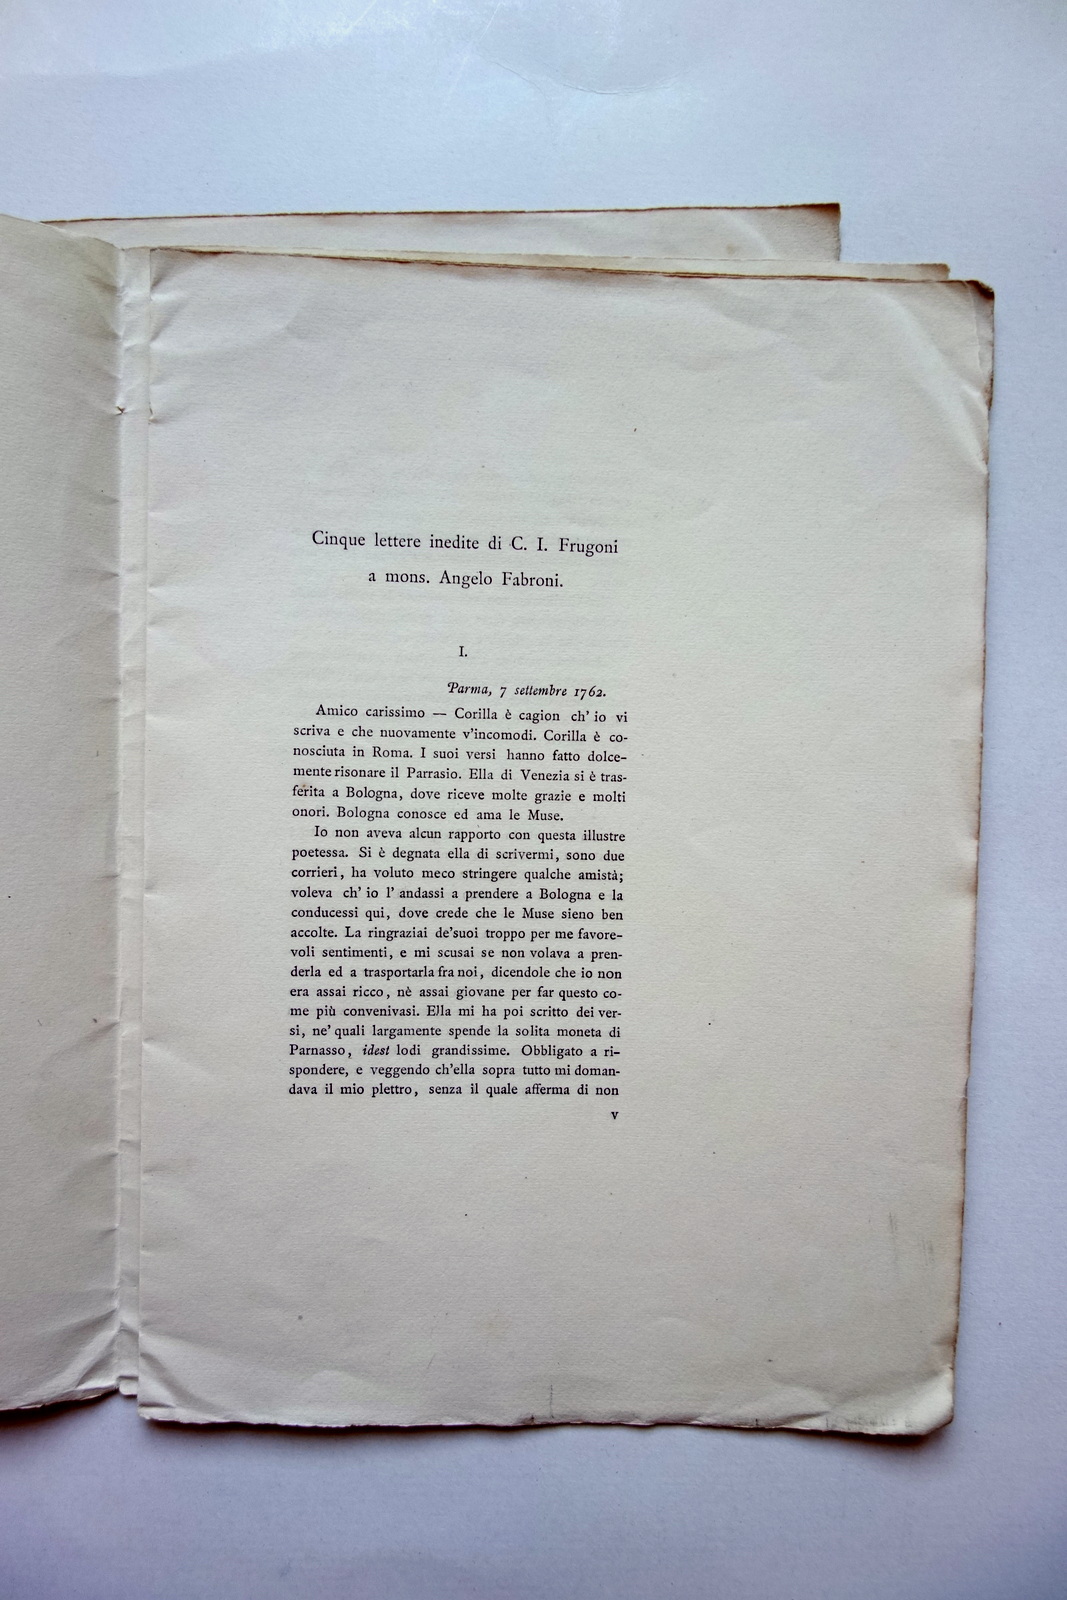 Cinque lettere inedite di C. I. Frugoni
a mons. Angelo Fabroni.
I.
Parma, 7 settembre 1762.
Amico carissimo — Corilla è cagion ch' io vi
scriva e che nuovamente v'incomodi. Corilla è co-
nosciuta in Roma. I suoi versi hanno fatto dolce-
mente risonare il Parrasio. Ella di Venezia si è tras-
ferita a Bologna, dove riceve molte grazie e molti
onori. Bologna conosce ed ama le Muse.
Io non aveva alcun rapporto con questa illustre
poetessa. Si è degnata ella di scrivermi, sono due
corrieri, ha voluto meco stringere qualche amistà;
voleva ch' io l' andassi a prendere a Bologna e la
conducessi qui, dove crede che le Muse sieno ben
accolte. La ringraziai de'suoi troppo per me favore-
voli sentimenti, e mi scusai se non volava a pren-
derla ed a trasportarla fra noi, dicendole che io non
era assai ricco, nè assai giovane per far questo co-
me più convenivasi. Ella mi ha poi scritto dei ver-
si, ne' quali largamente spende la solita moneta di
Parnasso, idest lodi grandissime. Obbligato a ri-
spondere, e veggendo ch'ella sopra tutto mi doman-
dava il mio plettro, senza il quale afferma di non
v